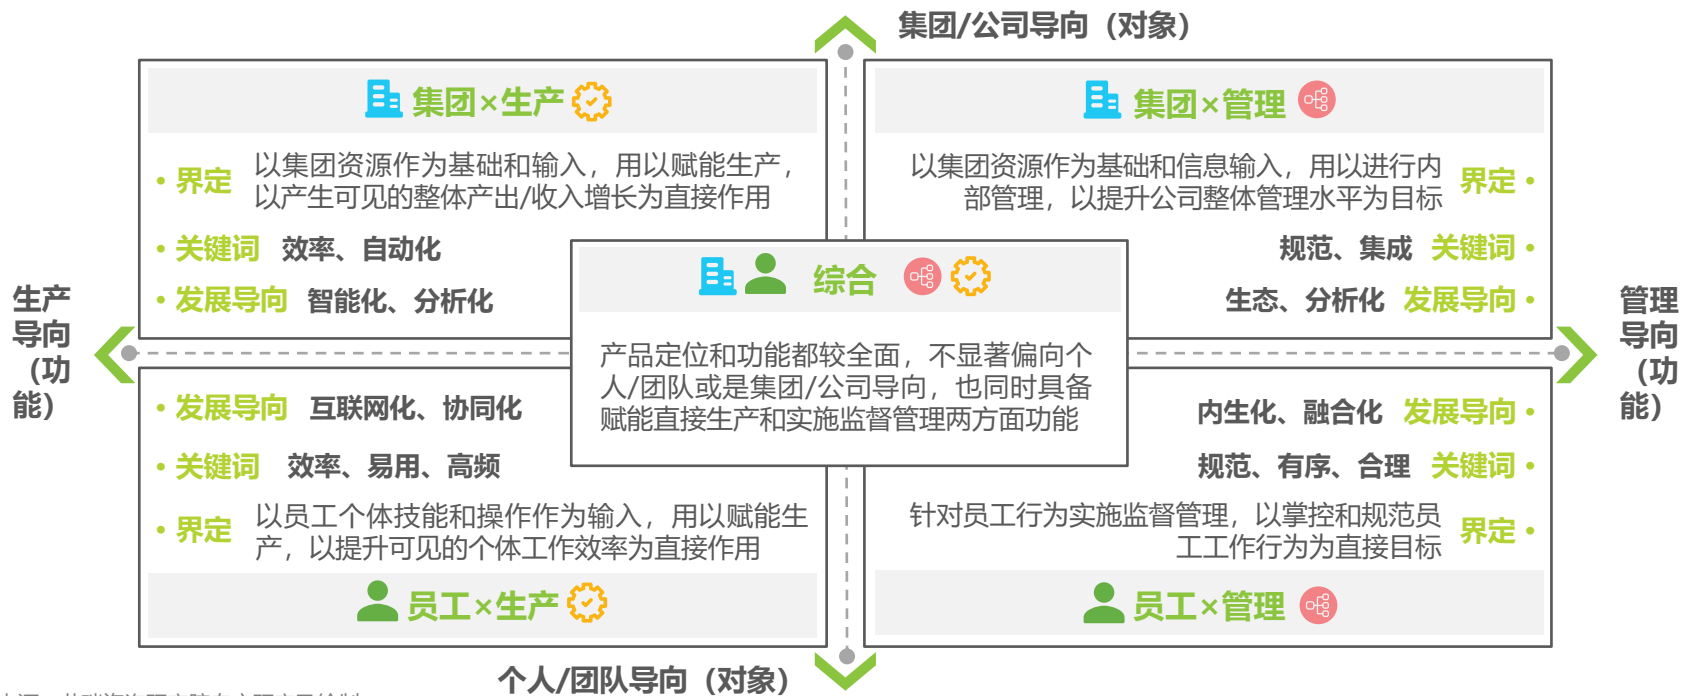 集团/公司导向（对象）
集团×生产
• 界定
以集团资源作为基础和输入，用以赋能生产，
以产生可见的整体产出/收入增长为直接作用
• 关键词 效率、自动化
• 发展导向 智能化、分析化
集团×管理
以集团资源作为基础和信息输入，用以进行内
部管理，以提升公司整体管理水平为目标
界定 •
规范、集成 关键词 •
生态、分析化 发展导向 •
生产
导向
（功
能）
综合
产品定位和功能都较全面，不显著偏向个
人/团队或是集团/公司导向，也同时具备
赋能直接生产和实施监督管理两方面功能
管理
导向
（功
能）
• 发展导向 互联网化、协同化
• 关键词 效率、易用、高频
• 界定
以员工个体技能和操作作为输入，用以赋能生
产，以提升可见的个体工作效率为直接作用
员工×生产
内生化、融合化 发展导向 •
规范、有序、合理 关键词 •
针对员工行为实施监督管理，以掌控和规范员
工工作行为为直接目标
界定 •
员工×管理
个人/团队导向（对象）